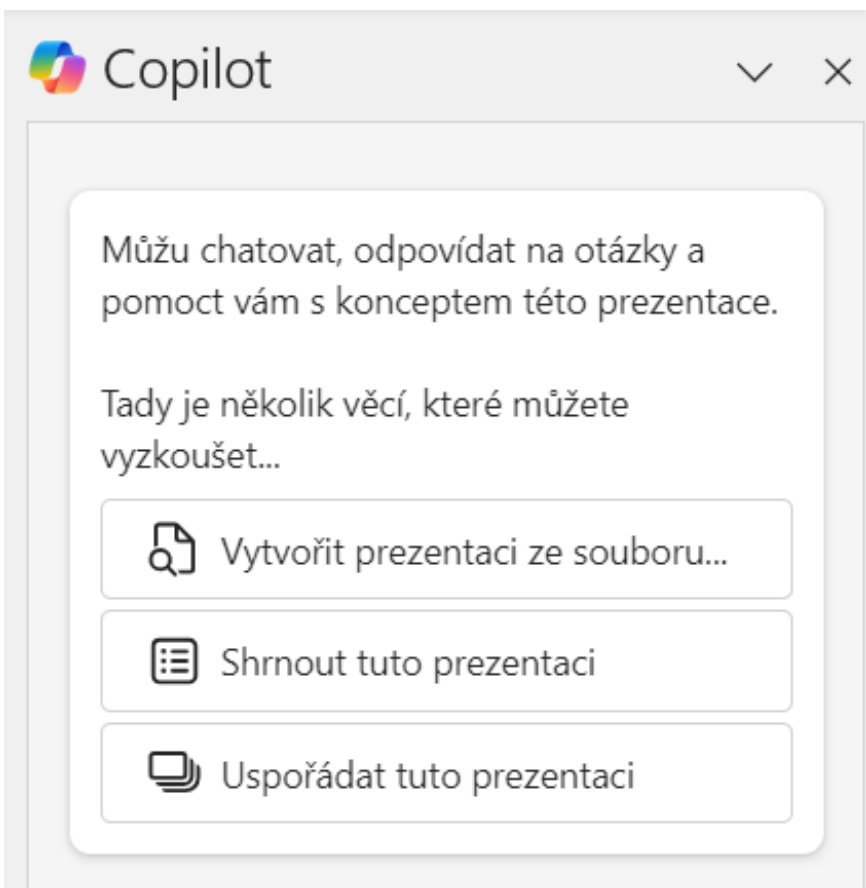 Copilot
Můžu chatovat, odpovídat na otázky a
pomoct vám s konceptem této prezentace.
Tady je několik věcí, které můžete
vyzkoušet...
Vytvořit prezentaci ze souboru...
Shrnout tuto prezentaci
Uspořádat tuto prezentaci